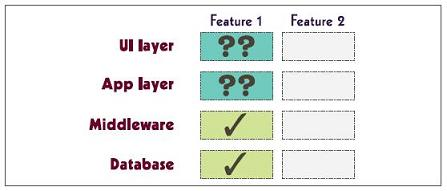 Feature 1 Feature 2
UI layer ??
App layer ??
Middleware ✓
Database ✓